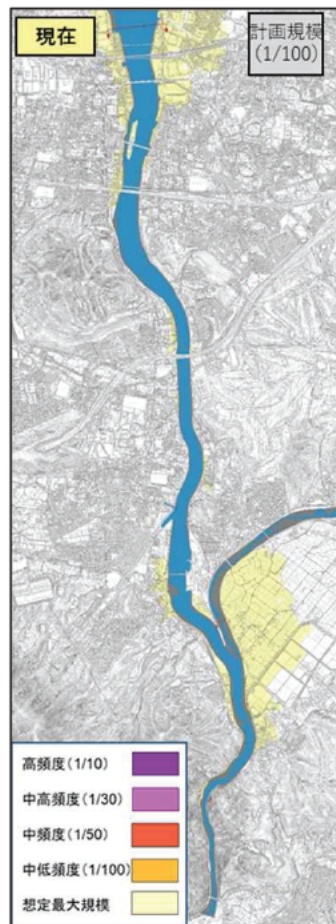 現在
計画規模
(1/100)
高頻度(1/10)
中高頻度(1/30)
中頻度(1/50)
中低頻度(1/100)
想定最大規模